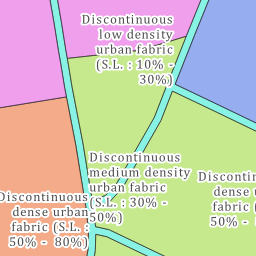 Discontinuous
low density
urban fabric
(S.L. : 10% -
30%)
Discontinuous
medium density
urban fabric
(S.L. : 30% -
50%)
Discontinuous
dense urban
fabric (S.L. :
50% - 80%)
Discontin
dense u
fabric (
50% -